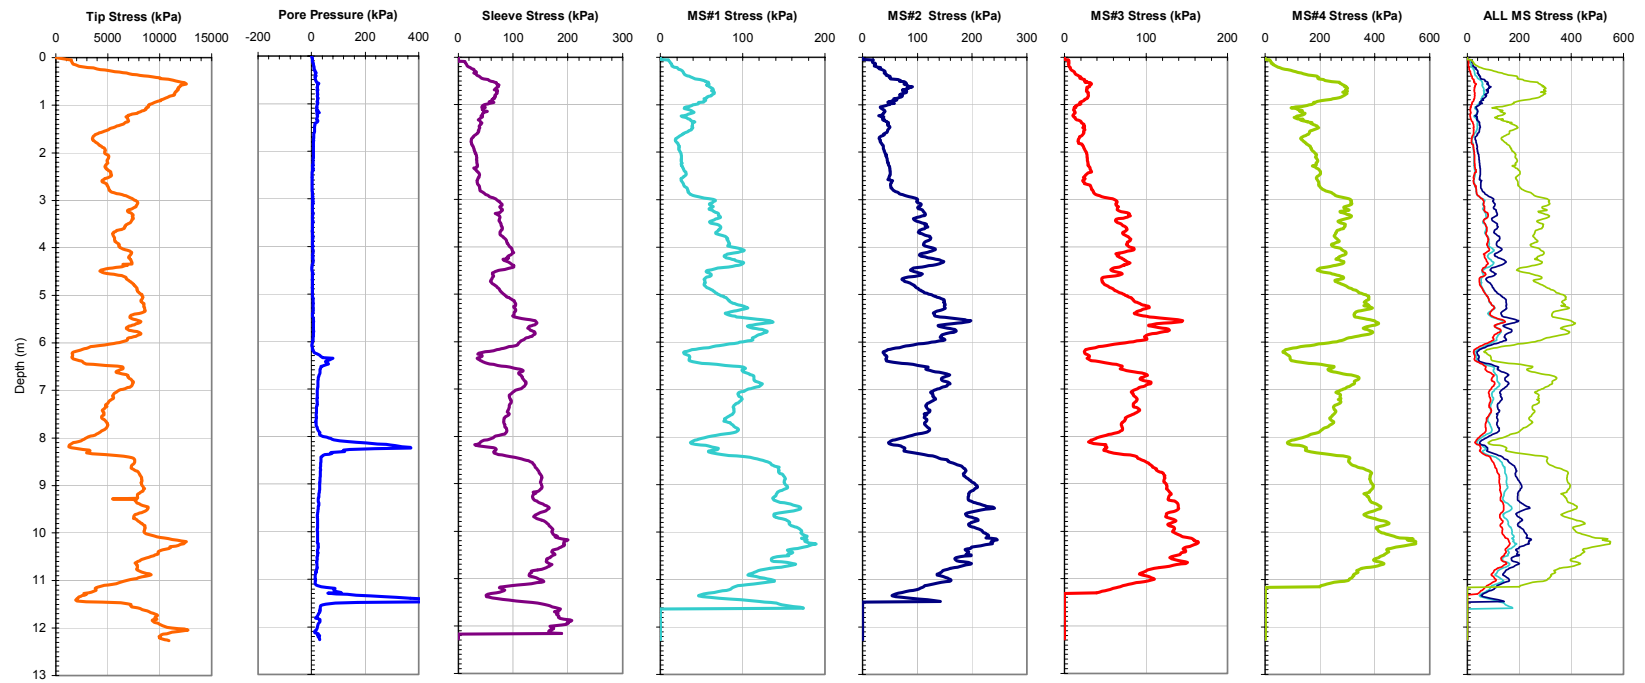 Tip Stress (kPa)
Pore Pressure (kPa)
Sleeve Stress (kPa)
MS#1 Stress (kPa)
MS#2  Stress (kPa)
MS#3 Stress (kPa)
MS#4 Stress (kPa)
ALL MS Stress (kPa)
0 5000 10000 15000
-200 0 200 400
0 100 200 300
0 100 200
0 100 200 300
0 100 200
0 200 400 600
0 200 400 600
0
1
2
3
4
5
6
7
8
9
10
11
12
13
Depth (m)